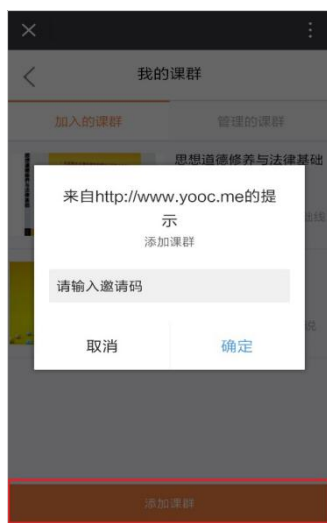 我的课群
加入的课群
管理的课群
思想道德修养与法律基础
来自http://www.yooc.me的提
示
添加课群
请输入邀请码
取消
确定
添加课群